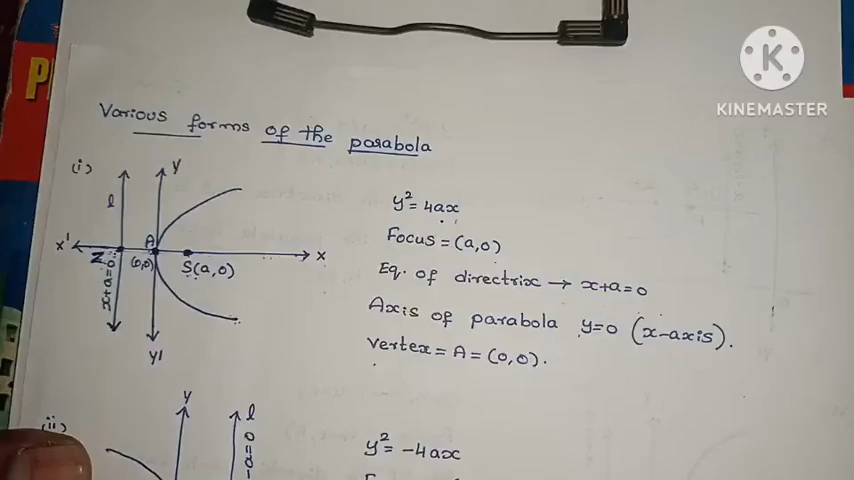 K
KINEMASTER
P
Various forms of the parabola
(i)
Y
l
y² = 4ax
A
Focus = (a,0)
x'
x
Z
(0,0)
S(a,0)
x+a=0
Eq. of directrix → x+a=0
Axis of parabola y=0 (x-axis).
Y'
Vertex = A = (0,0).
(ii)
Y
l
y² = -4ax